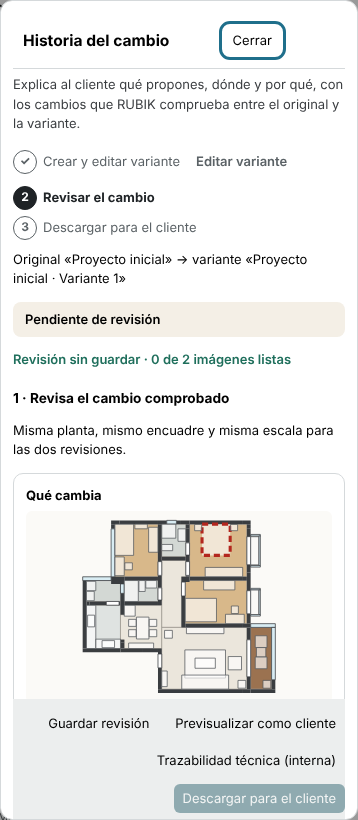 Historia del cambio
Cerrar
Explica al cliente qué propones, dónde y por qué, con
los cambios que RUBIK comprueba entre el original y
la variante.
Crear y editar variante
Editar variante
2
Revisar el cambio
3
Descargar para el cliente
Original «Proyecto inicial» → variante «Proyecto
inicial · Variante 1»
Pendiente de revisión
Revisión sin guardar · 0 de 2 imágenes listas
1 · Revisa el cambio comprobado
Misma planta, mismo encuadre y misma escala para
las dos revisiones.
Qué cambia
Guardar revisión
Previsualizar como cliente
Trazabilidad técnica (interna)
Descargar para el cliente